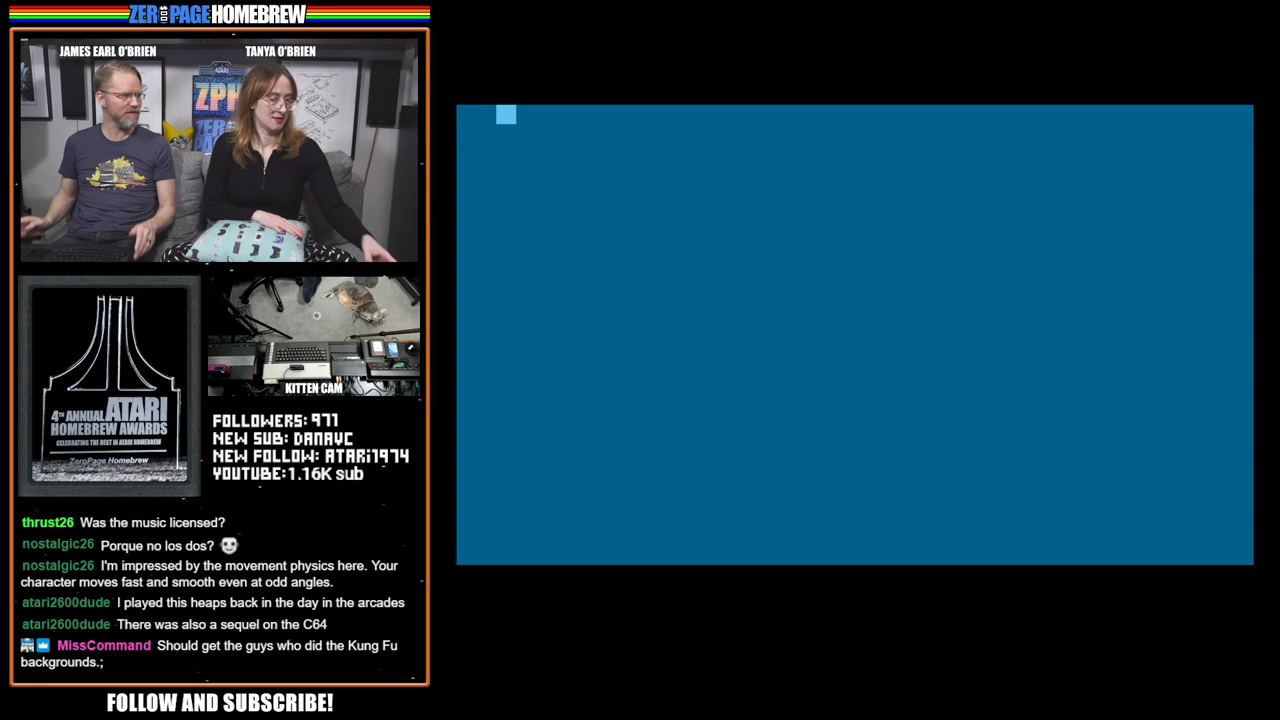 ZEROPAGE HOMEBREW
JAMES EARL O'BRIEN
TANYA O'BRIEN
ATARI
ZPH
ZERO
4TH ANNUAL ATARI
HOMEBREW AWARDS
CELEBRATING THE BEST IN ATARI HOMEBREW
ZeroPage Homebrew
KITTEN CAM
FOLLOWERS: 971
NEW SUB: DANAYC
NEW FOLLOW: ATARI1974
YOUTUBE:1.16K sub
thrust26 Was the music licensed?
nostalgic26 Porque no los dos?
nostalgic26 I'm impressed by the movement physics here. Your
character moves fast and smooth even at odd angles.
atari2600dude I played this heaps back in the day in the arcades
atari2600dude There was also a sequel on the C64
MissCommand Should get the guys who did the Kung Fu
backgrounds.;
FOLLOW AND SUBSCRIBE!